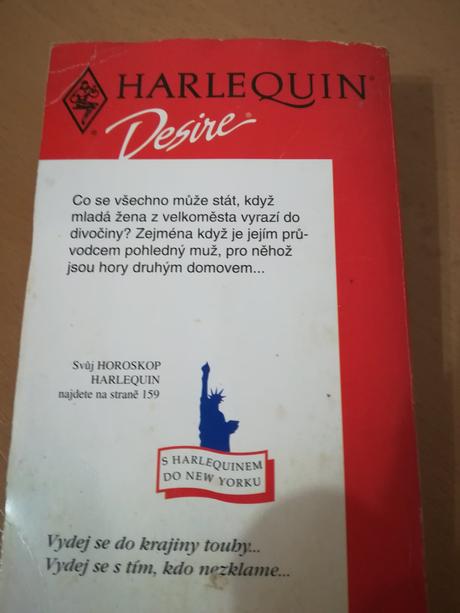 HARLEQUIN®
Desire®
Co se všechno může stát, když
mladá žena z velkoměsta vyrazí do
divočiny? Zejména když je jejím prů-
vodcem pohledný muž, pro něhož
jsou hory druhým domovem...
Svůj HOROSKOP
HARLEQUIN
najdete na straně 159
S HARLEQUINEM
DO NEW YORKU
Vydej se do krajiny touhy...
Vydej se s tím, kdo nezklame...